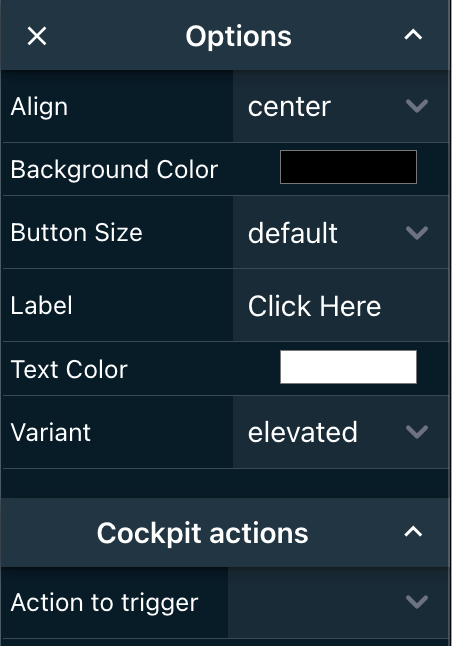 Options
Align
center
Background Color
Button Size
default
Label
Click Here
Text Color
Variant
elevated
Cockpit actions
Action to trigger